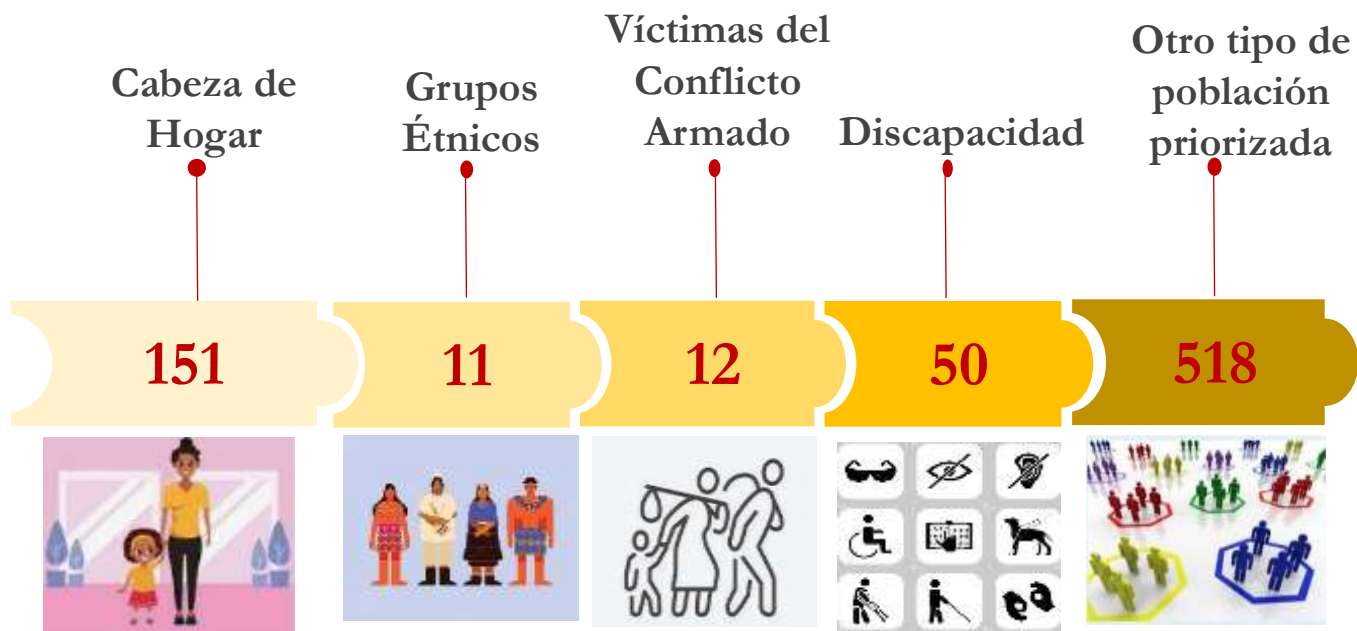 Cabeza de
Hogar
Grupos
Étnicos
Víctimas del
Conflicto
Armado
Discapacidad
Otro tipo de
población
priorizada
151
11
12
50
518